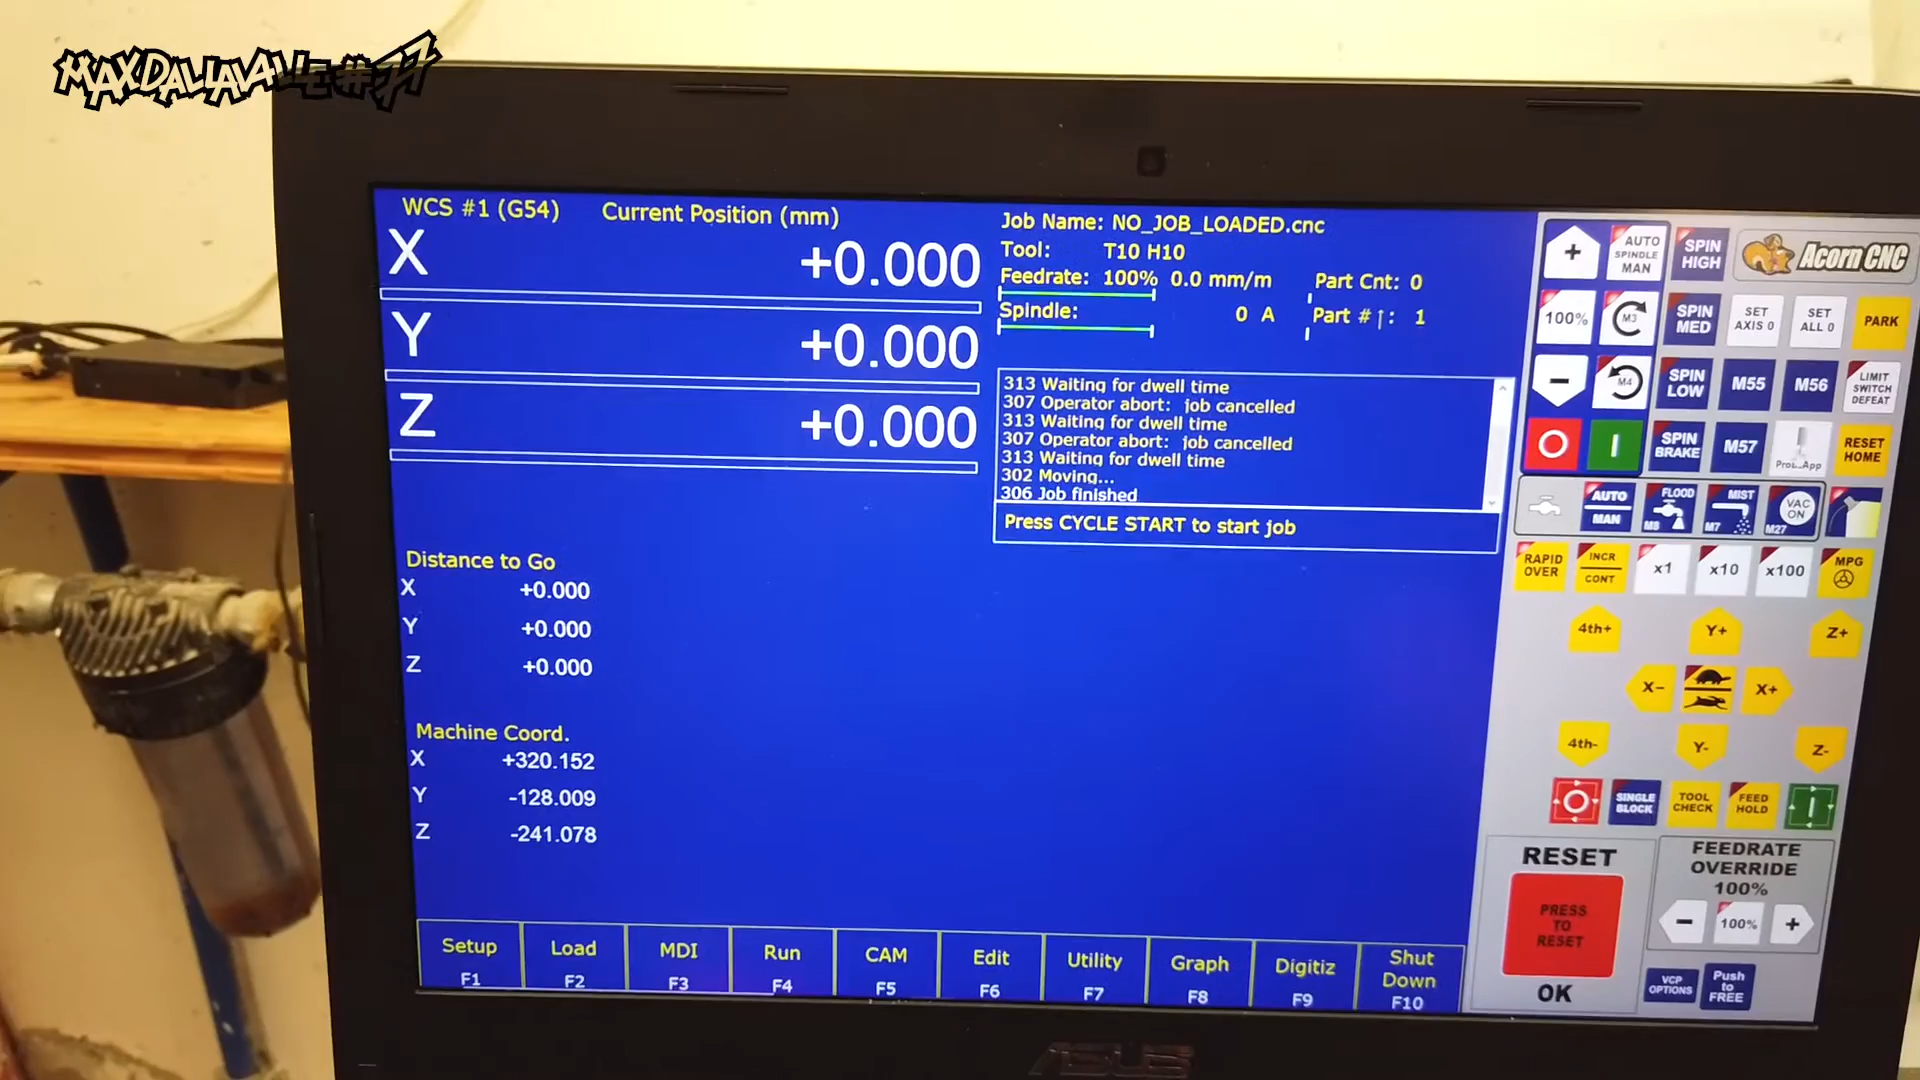 MAXDALLAVALLE#77
WCS #1 (G54)
Current Position (mm)
X +0.000
Y +0.000
Z +0.000
Job Name: NO_JOB_LOADED.cnc
Tool: T10 H10
Feedrate: 100% 0.0 mm/m
Part Cnt: 0
Spindle: 0 A
Part # : 1
313 Waiting for dwell time
307 Operator abort: job cancelled
313 Waiting for dwell time
307 Operator abort: job cancelled
313 Waiting for dwell time
302 Moving...
306 Job finished
Press CYCLE START to start job
Distance to Go
X +0.000
Y +0.000
Z +0.000
Machine Coord.
X +320.152
Y -128.009
Z -241.078
Setup
F1
Load
F2
MDI
F3
Run
F4
CAM
F5
Edit
F6
Utility
F7
Graph
F8
Digitiz
F9
Shut
Down
F10
+
AUTO
SPINDLE
MAN
SPIN
HIGH
Acorn CNC
100%
M3
SPIN
MED
SET
AXIS 0
SET
ALL 0
PARK
-
M4
SPIN
LOW
M55
M56
LIMIT
SWITCH
DEFEAT
SPIN
BRAKE
M57
RESET
HOME
AUTO
MAN
FLOOD
M8
MIST
M7
VAC
ON
M27
RAPID
OVER
INCR
CONT
x1
x10
x100
MPG
4th+
Y+
Z+
X-
X+
4th-
Y-
Z-
SINGLE
BLOCK
TOOL
CHECK
FEED
HOLD
RESET
PRESS
TO
RESET
OK
FEEDRATE
OVERRIDE
100%
-
100%
+
VCP
OPTIONS
Push
to
FREE
ASUS